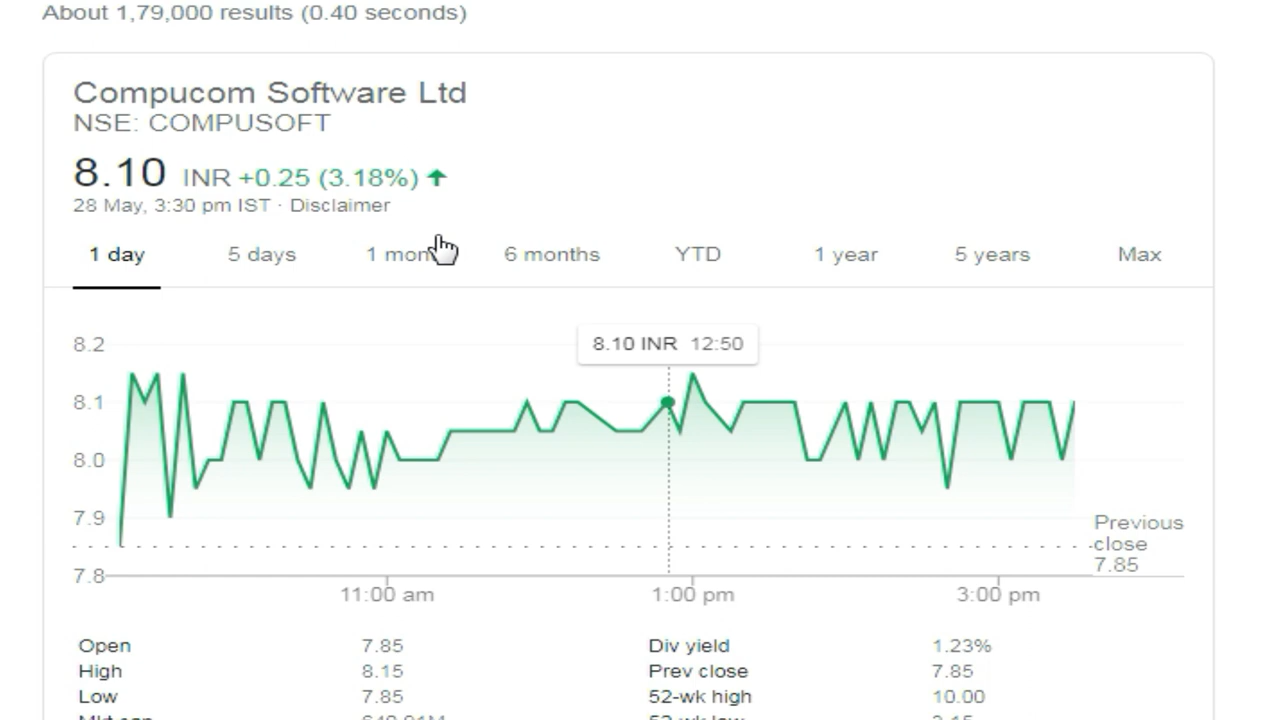 About 1,79,000 results (0.40 seconds)
Compucom Software Ltd
NSE: COMPUSOFT
8.10 INR +0.25 (3.18%)
28 May, 3:30 pm IST · Disclaimer
1 day 5 days 1 mon 6 months YTD 1 year 5 years Max
8.10 INR 12:50
8.2
8.1
8.0
7.9
7.8
Previous
close
7.85
11:00 am 1:00 pm 3:00 pm
Open 7.85 Div yield 1.23%
High 8.15 Prev close 7.85
Low 7.85 52-wk high 10.00